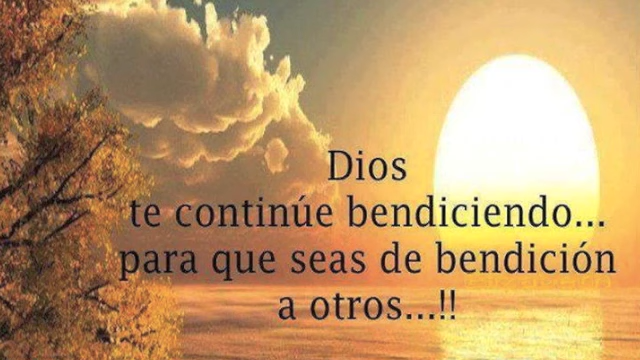 Dios
te continúe bendiciendo...
para que seas de bendición
a otros...!!